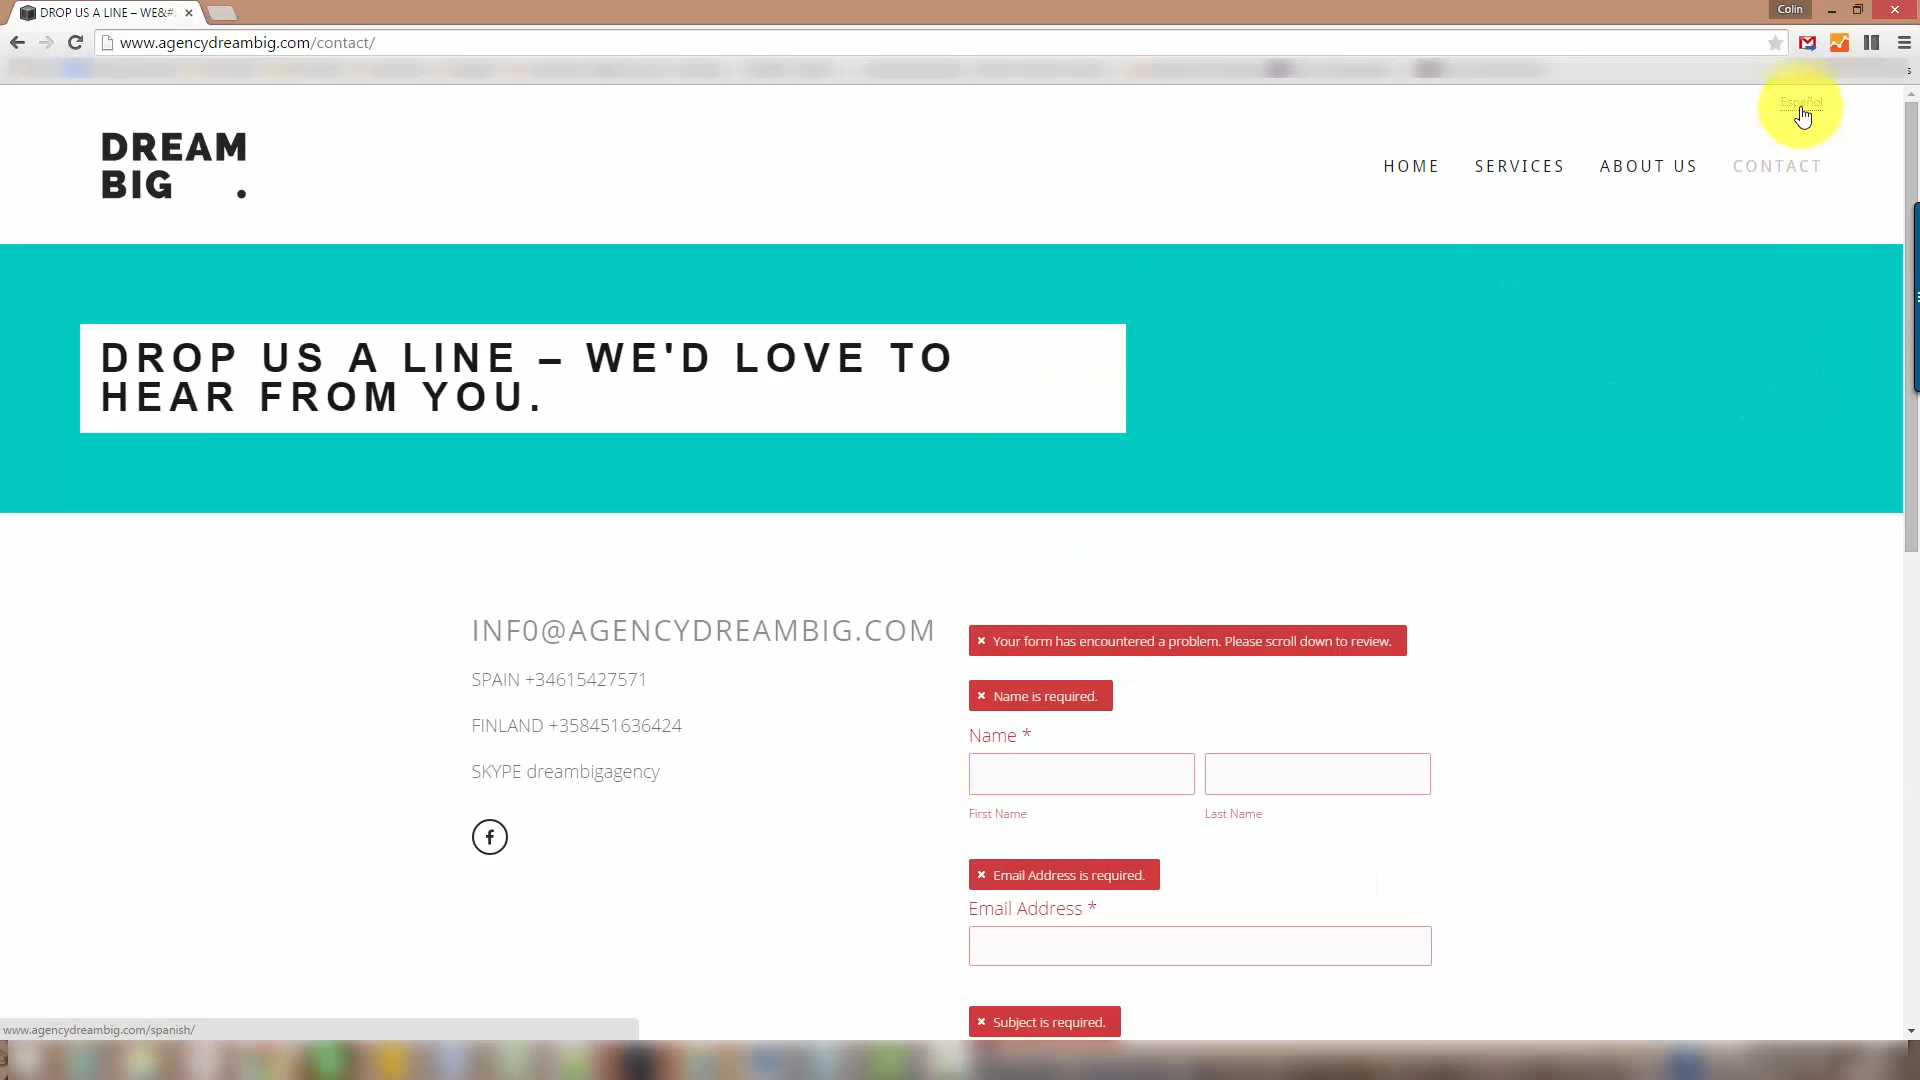 DROP US A LINE – WE&#
Colin
www.agencydreambig.com/contact/
Español
DREAM
BIG .
HOME SERVICES ABOUT US CONTACT
DROP US A LINE – WE'D LOVE TO
HEAR FROM YOU.
INF0@AGENCYDREAMBIG.COM
SPAIN +34615427571
FINLAND +358451636424
SKYPE dreambigagency
Your form has encountered a problem. Please scroll down to review.
Name is required.
Name *
First Name Last Name
Email Address is required.
Email Address *
Subject is required.
www.agencydreambig.com/spanish/